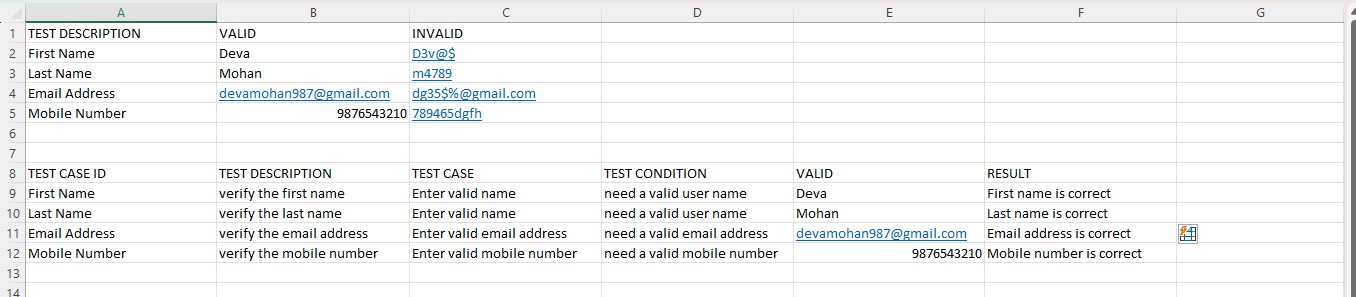 A B C D E F G
1 TEST DESCRIPTION VALID INVALID
2 First Name Deva D3v@$
3 Last Name Mohan m4789
4 Email Address devamohan987@gmail.com dg35$%@gmail.com
5 Mobile Number 9876543210 789465dgfh
6
7
8 TEST CASE ID TEST DESCRIPTION TEST CASE TEST CONDITION VALID RESULT
9 First Name verify the first name Enter valid name need a valid user name Deva First name is correct
10 Last Name verify the last name Enter valid name need a valid user name Mohan Last name is correct
11 Email Address verify the email address Enter valid email address need a valid email address devamohan987@gmail.com Email address is correct
12 Mobile Number verify the mobile number Enter valid mobile number need a valid mobile number 9876543210 Mobile number is correct
13
14